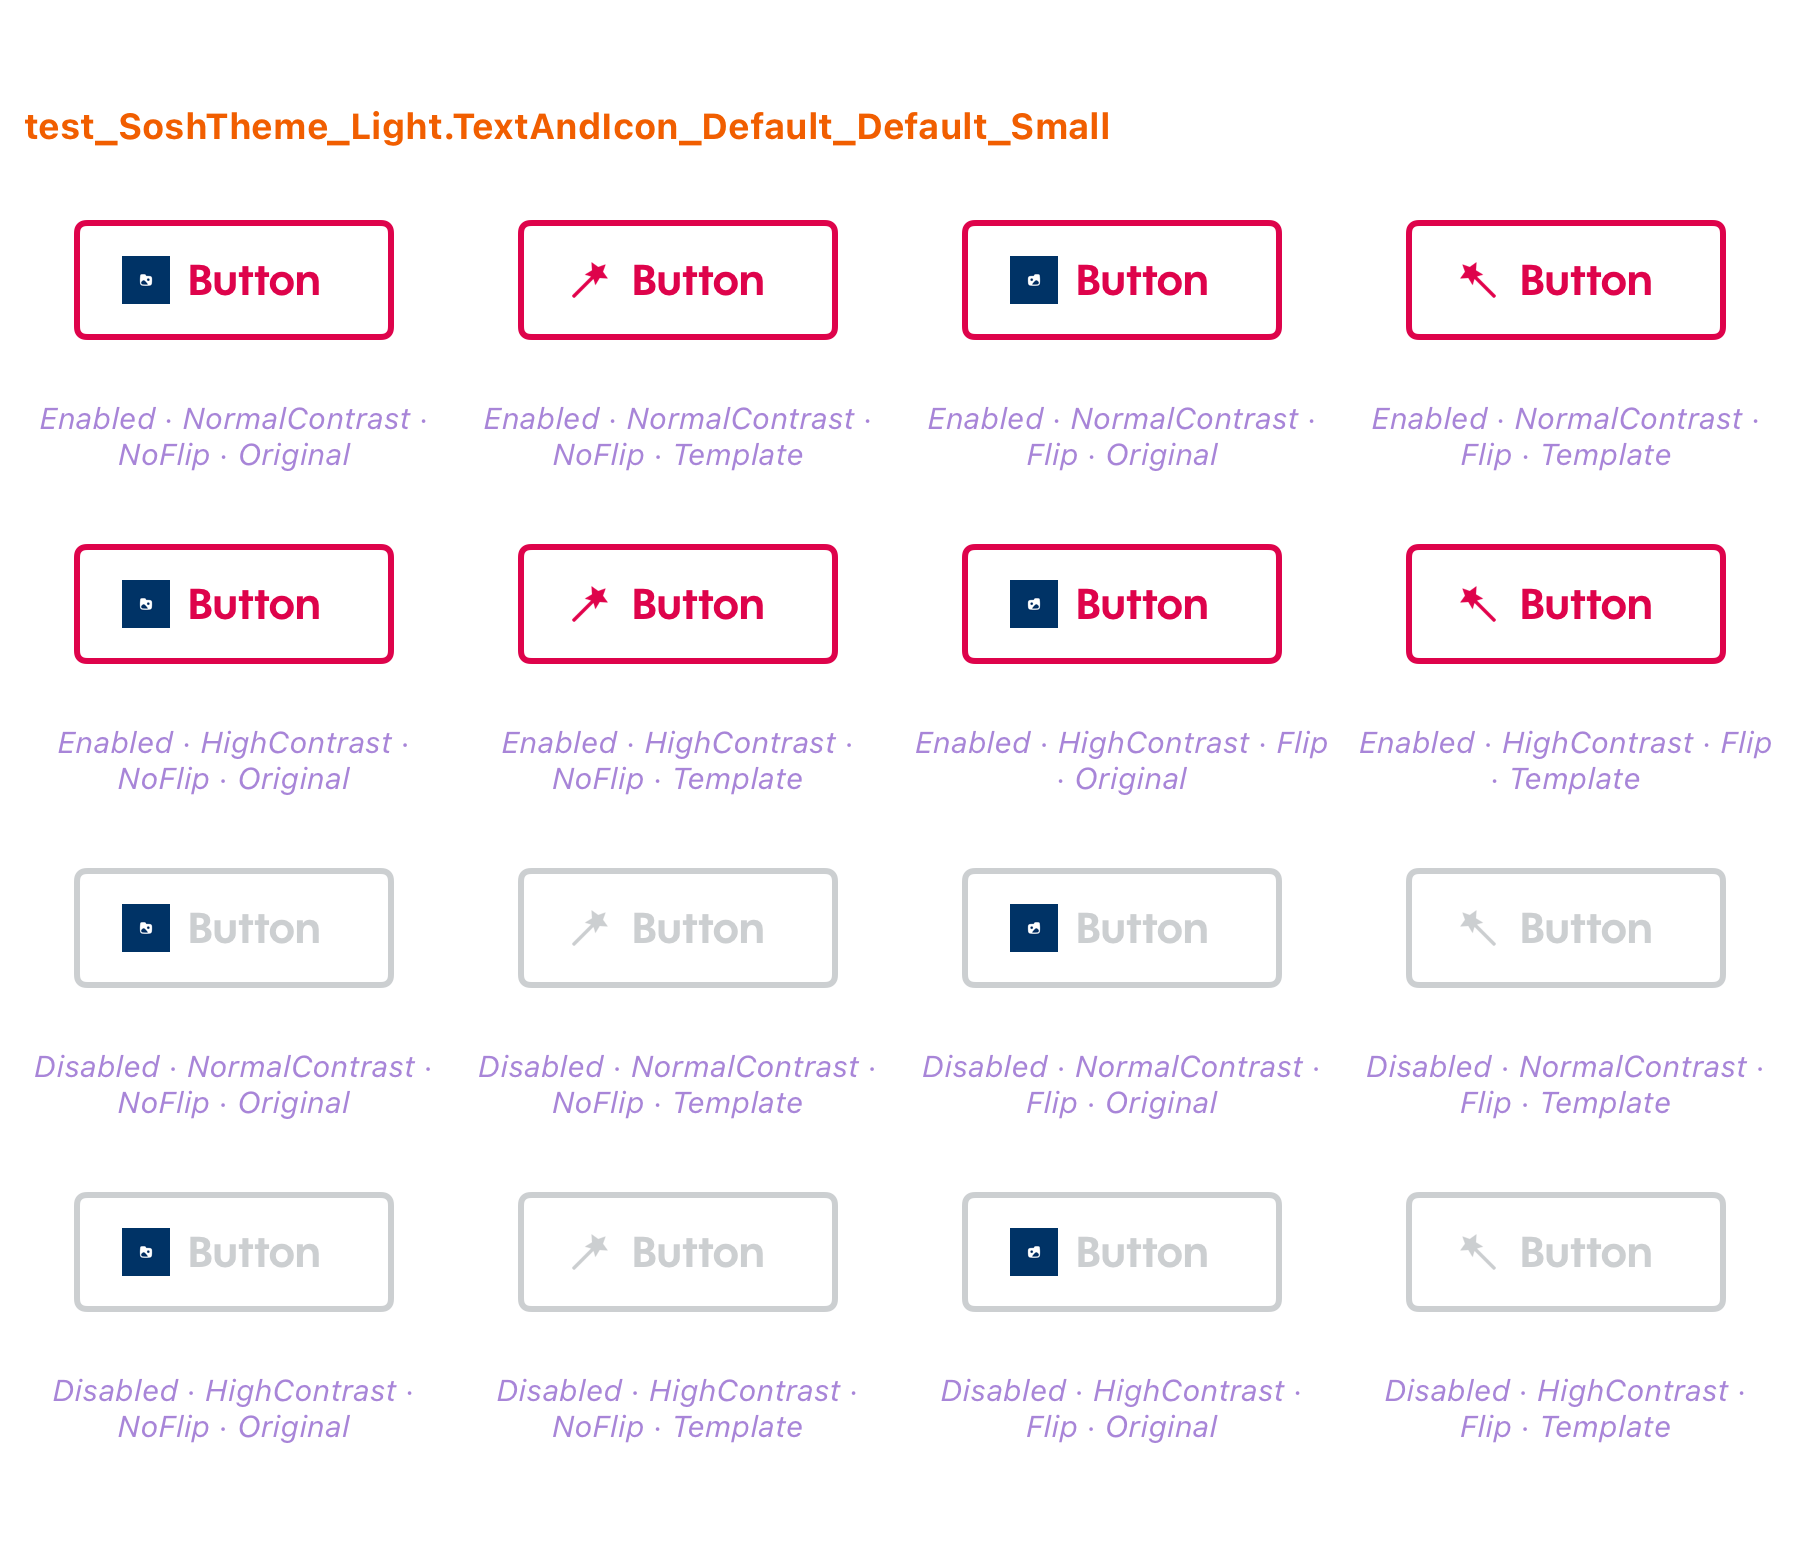 test_SoshTheme_Light.TextAndIcon_Default_Default_Small
Button Button Button Button
Enabled · NormalContrast · Enabled · NormalContrast · Enabled · NormalContrast · Enabled · NormalContrast ·
NoFlip · Original NoFlip · Template Flip · Original Flip · Template
Button Button Button Button
Enabled · HighContrast · Enabled · HighContrast · Enabled · HighContrast · Flip Enabled · HighContrast · Flip
NoFlip · Original NoFlip · Template · Original · Template
Button Button Button Button
Disabled · NormalContrast · Disabled · NormalContrast · Disabled · NormalContrast · Disabled · NormalContrast ·
NoFlip · Original NoFlip · Template Flip · Original Flip · Template
Button Button Button Button
Disabled · HighContrast · Disabled · HighContrast · Disabled · HighContrast · Disabled · HighContrast ·
NoFlip · Original NoFlip · Template Flip · Original Flip · Template